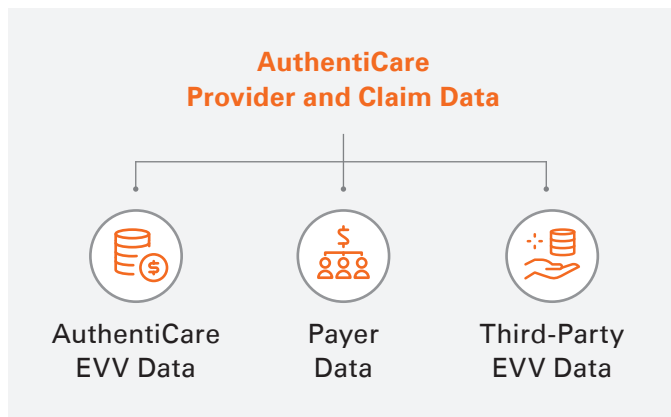 AuthentiCare
Provider and Claim Data
$
$
AuthentiCare
EVV Data
Payer
Data
Third-Party
EVV Data